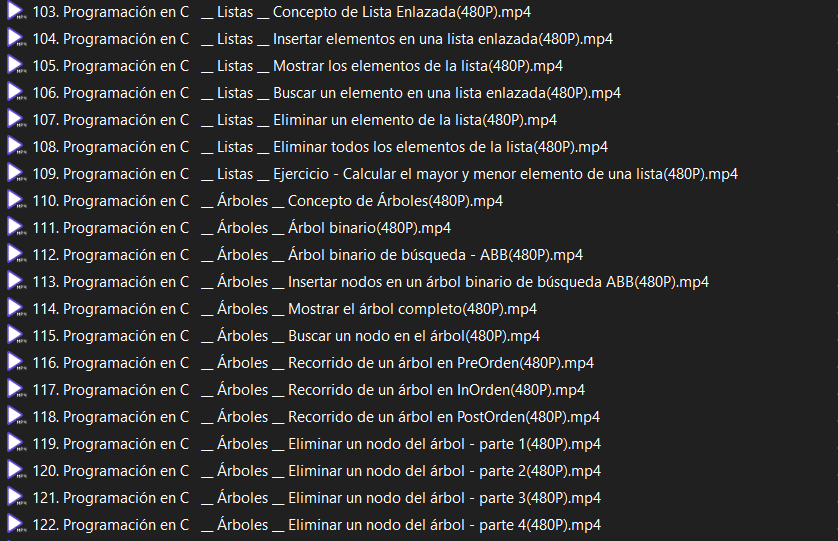 103. Programación en C __ Listas __ Concepto de Lista Enlazada(480P).mp4
104. Programación en C __ Listas __ Insertar elementos en una lista enlazada(480P).mp4
105. Programación en C __ Listas __ Mostrar los elementos de la lista(480P).mp4
106. Programación en C __ Listas __ Buscar un elemento en una lista enlazada(480P).mp4
107. Programación en C __ Listas __ Eliminar un elemento de la lista(480P).mp4
108. Programación en C __ Listas __ Eliminar todos los elementos de la lista(480P).mp4
109. Programación en C __ Listas __ Ejercicio - Calcular el mayor y menor elemento de una lista(480P).mp4
110. Programación en C __ Árboles __ Concepto de Árboles(480P).mp4
111. Programación en C __ Árboles __ Árbol binario(480P).mp4
112. Programación en C __ Árboles __ Árbol binario de búsqueda - ABB(480P).mp4
113. Programación en C __ Árboles __ Insertar nodos en un árbol binario de búsqueda ABB(480P).mp4
114. Programación en C __ Árboles __ Mostrar el árbol completo(480P).mp4
115. Programación en C __ Árboles __ Buscar un nodo en el árbol(480P).mp4
116. Programación en C __ Árboles __ Recorrido de un árbol en PreOrden(480P).mp4
117. Programación en C __ Árboles __ Recorrido de un árbol en InOrden(480P).mp4
118. Programación en C __ Árboles __ Recorrido de un árbol en PostOrden(480P).mp4
119. Programación en C __ Árboles __ Eliminar un nodo del árbol - parte 1(480P).mp4
120. Programación en C __ Árboles __ Eliminar un nodo del árbol - parte 2(480P).mp4
121. Programación en C __ Árboles __ Eliminar un nodo del árbol - parte 3(480P).mp4
122. Programación en C __ Árboles __ Eliminar un nodo del árbol - parte 4(480P).mp4